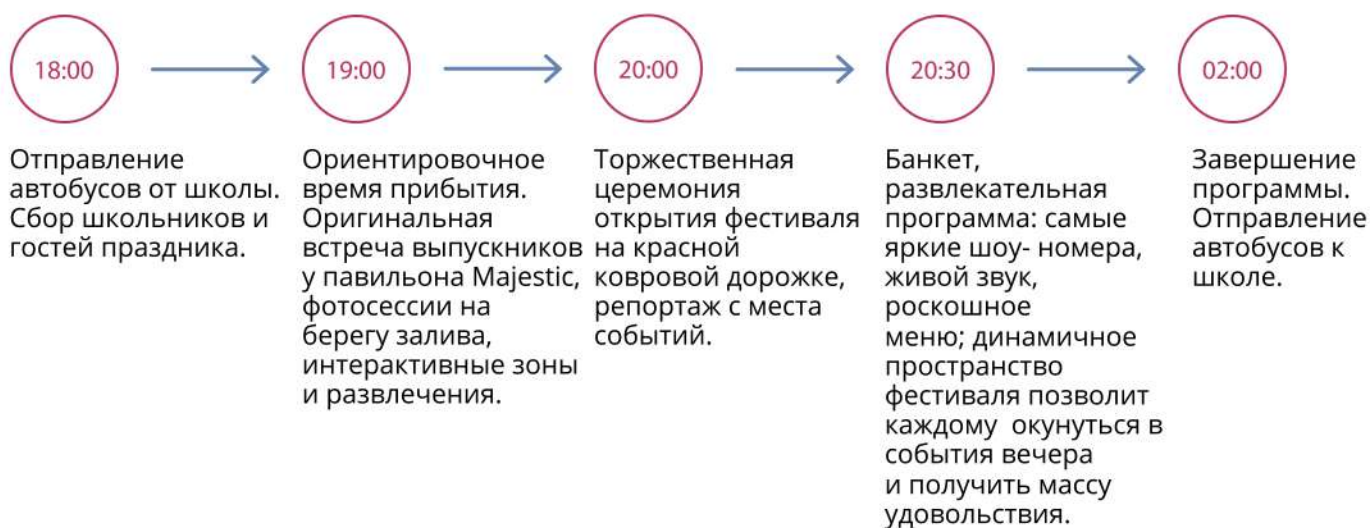 18:00
Отправление
автобусов от школы.
Сбор школьников и
гостей праздника.
19:00
Ориентировочное
время прибытия.
Оригинальная
встреча выпускников
у павильона Majestic,
фотосессии на
берегу залива,
интерактивные зоны
и развлечения.
20:00
Торжественная
церемония
открытия фестиваля
на красной
ковровой дорожке,
репортаж с места
событий.
20:30
Банкет,
развлекательная
программа: самые
яркие шоу- номера,
живой звук,
роскошное
меню; динамичное
пространство
фестиваля позволит
каждому  окунуться в
события вечера
и получить массу
удовольствия.
02:00
Завершение
программы.
Отправление
автобусов к
школе.